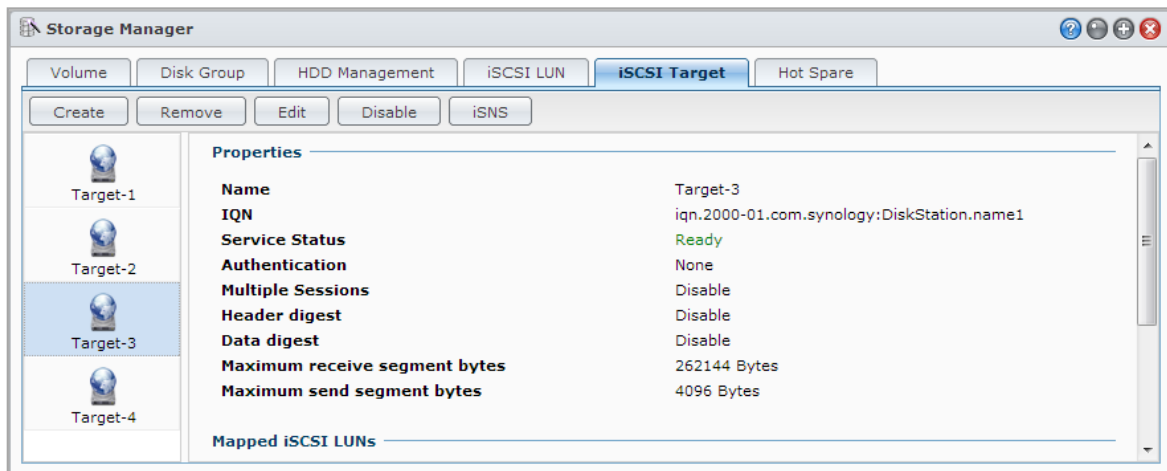 Storage Manager
Volume Disk Group HDD Management iSCSI LUN iSCSI Target Hot Spare
Create Remove Edit Disable iSNS
Target-1
Target-2
Target-3
Target-4
Properties
Name Target-3
IQN iqn.2000-01.com.synology:DiskStation.name1
Service Status Ready
Authentication None
Multiple Sessions Disable
Header digest Disable
Data digest Disable
Maximum receive segment bytes 262144 Bytes
Maximum send segment bytes 4096 Bytes
Mapped iSCSI LUNs